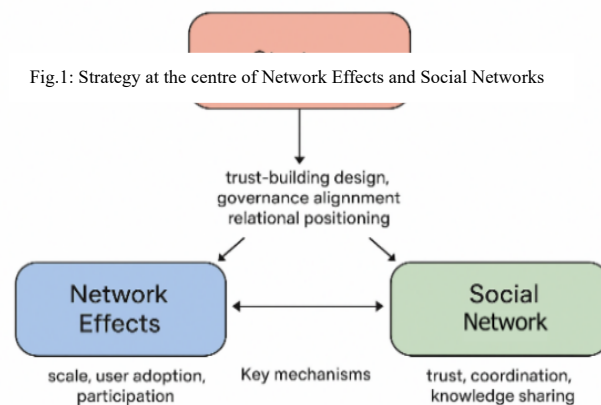 Fig.1: Strategy at the centre of Network Effects and Social Networks
trust-building design,
governance alignnment
relational positioning
Network
Effects
Social
Network
scale, user adoption,
participation
Key mechanisms
trust, coordination,
knowledge sharing